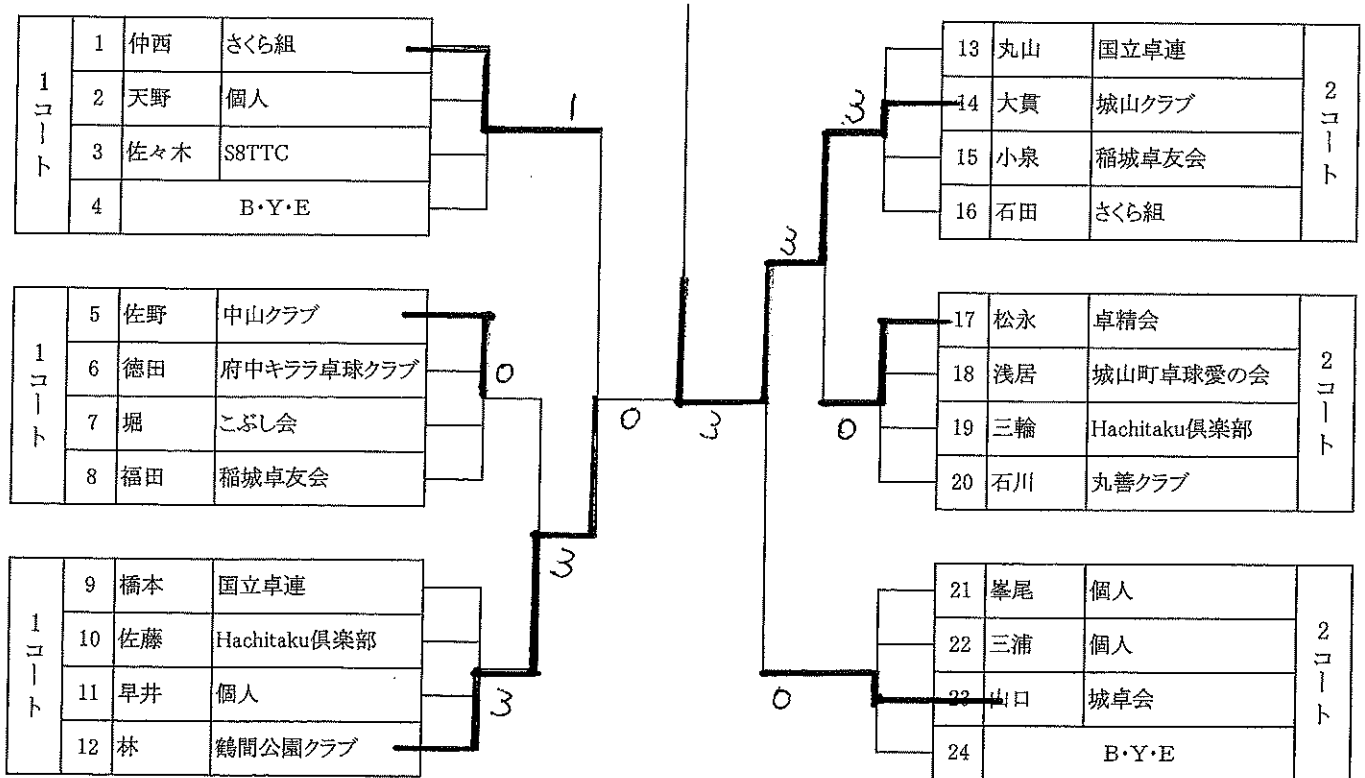 1コート
1 仲西 さくら組
2 天野 個人
3 佐々木 S8TTC
4 B・Y・E
1
1コート
5 佐野 中山クラブ
6 徳田 府中キララ卓球クラブ
7 堀 こぶし会
8 福田 稲城卓友会
0
1コート
9 橋本 国立卓連
10 佐藤 Hachitaku倶楽部
11 早井 個人
12 林 鶴間公園クラブ
3
3
0
3
2コート
13 丸山 国立卓連
14 大貫 城山クラブ
15 小泉 稲城卓友会
16 石田 さくら組
3
3
2コート
17 松永 卓精会
18 浅居 城山町卓球愛の会
19 三輪 Hachitaku倶楽部
20 石川 丸善クラブ
0
2コート
21 峯尾 個人
22 三浦 個人
23 山口 城卓会
24 B・Y・E
0